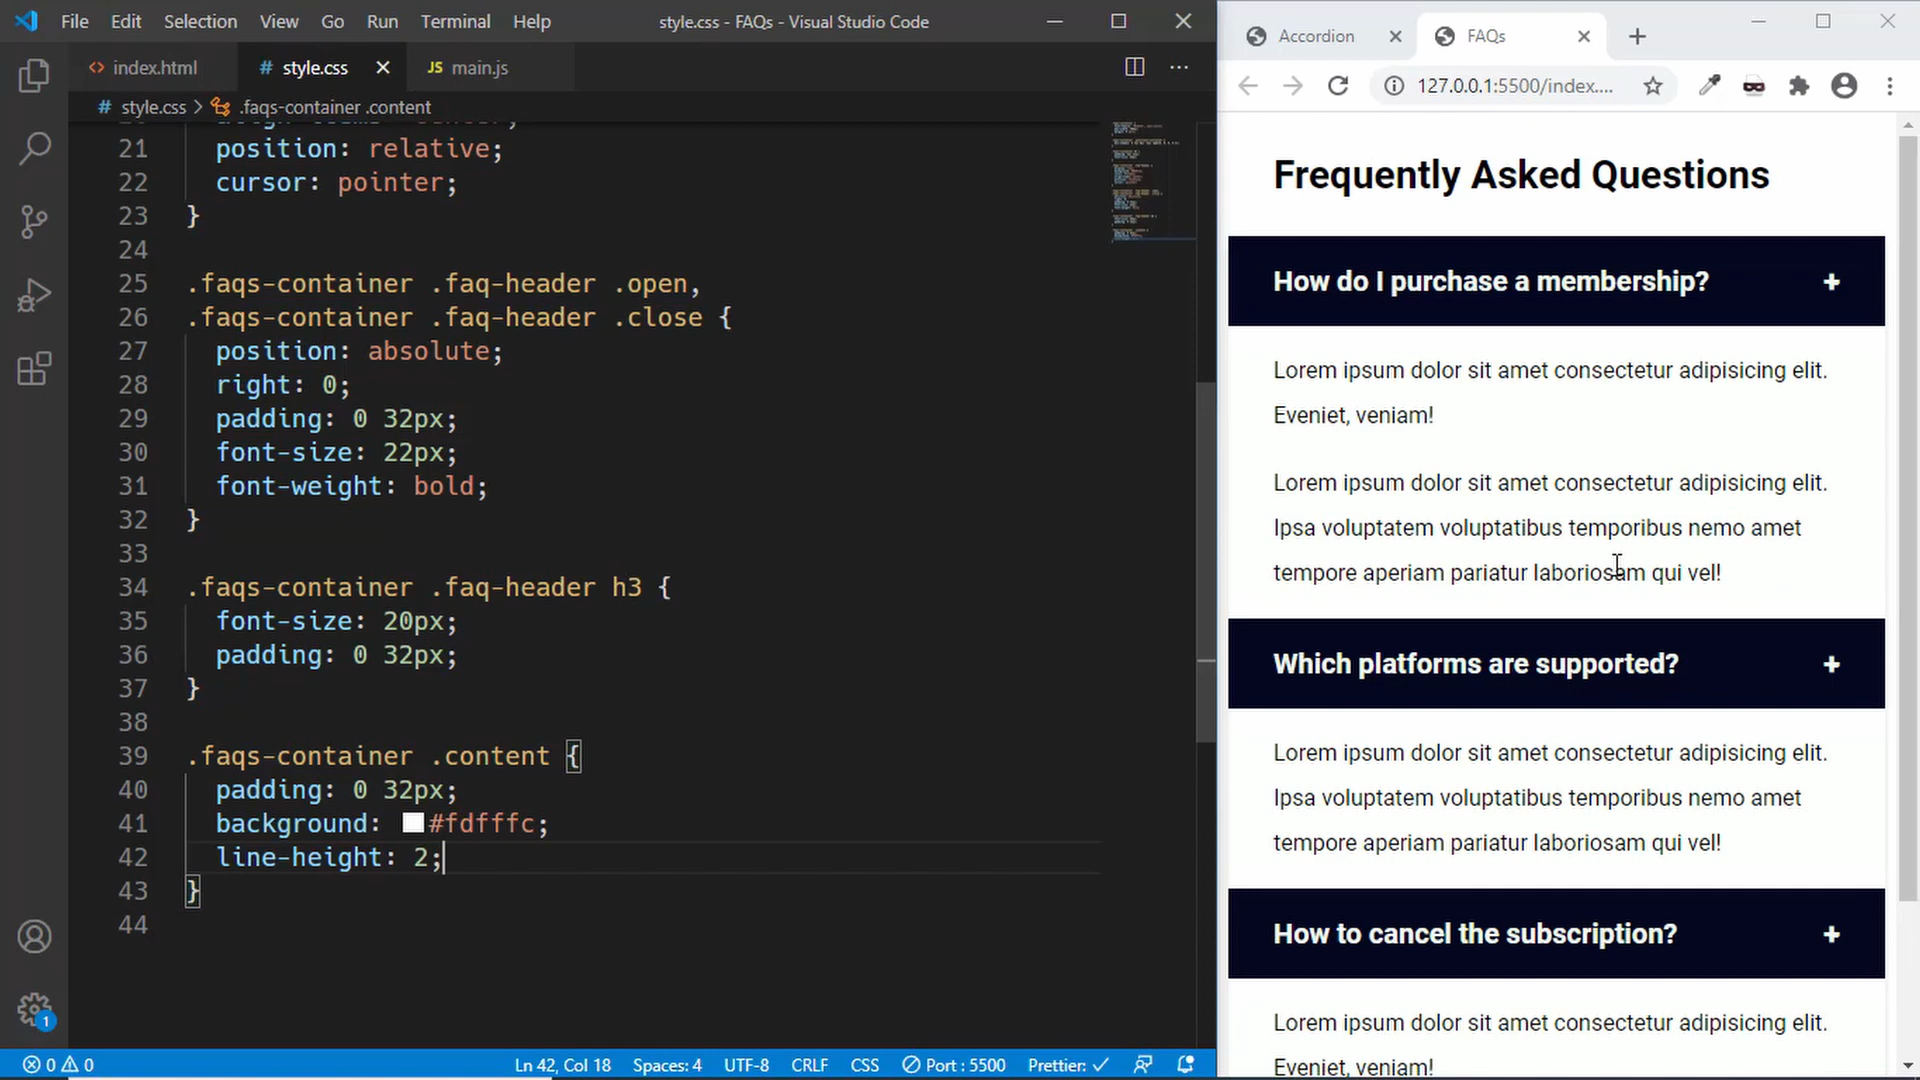 File Edit Selection View Go Run Terminal Help style.css - FAQs - Visual Studio Code
index.html # style.css JS main.js
# style.css > .faqs-container .content
21 position: relative;
22 cursor: pointer;
23 }
24
25 .faqs-container .faq-header .open,
26 .faqs-container .faq-header .close {
27 position: absolute;
28 right: 0;
29 padding: 0 32px;
30 font-size: 22px;
31 font-weight: bold;
32 }
33
34 .faqs-container .faq-header h3 {
35 font-size: 20px;
36 padding: 0 32px;
37 }
38
39 .faqs-container .content {
40 padding: 0 32px;
41 background: #fdfffc;
42 line-height: 2;
43 }
44
1
0 0 Ln 42, Col 18 Spaces: 4 UTF-8 CRLF CSS Port : 5500 Prettier: ✓
Accordion FAQs
127.0.0.1:5500/index....
Frequently Asked Questions
How do I purchase a membership? +
Lorem ipsum dolor sit amet consectetur adipisicing elit.
Eveniet, veniam!
Lorem ipsum dolor sit amet consectetur adipisicing elit.
Ipsa voluptatem voluptatibus temporibus nemo amet
tempore aperiam pariatur laboriosam qui vel!
Which platforms are supported? +
Lorem ipsum dolor sit amet consectetur adipisicing elit.
Ipsa voluptatem voluptatibus temporibus nemo amet
tempore aperiam pariatur laboriosam qui vel!
How to cancel the subscription? +
Lorem ipsum dolor sit amet consectetur adipisicing elit.
Eveniet, veniam!